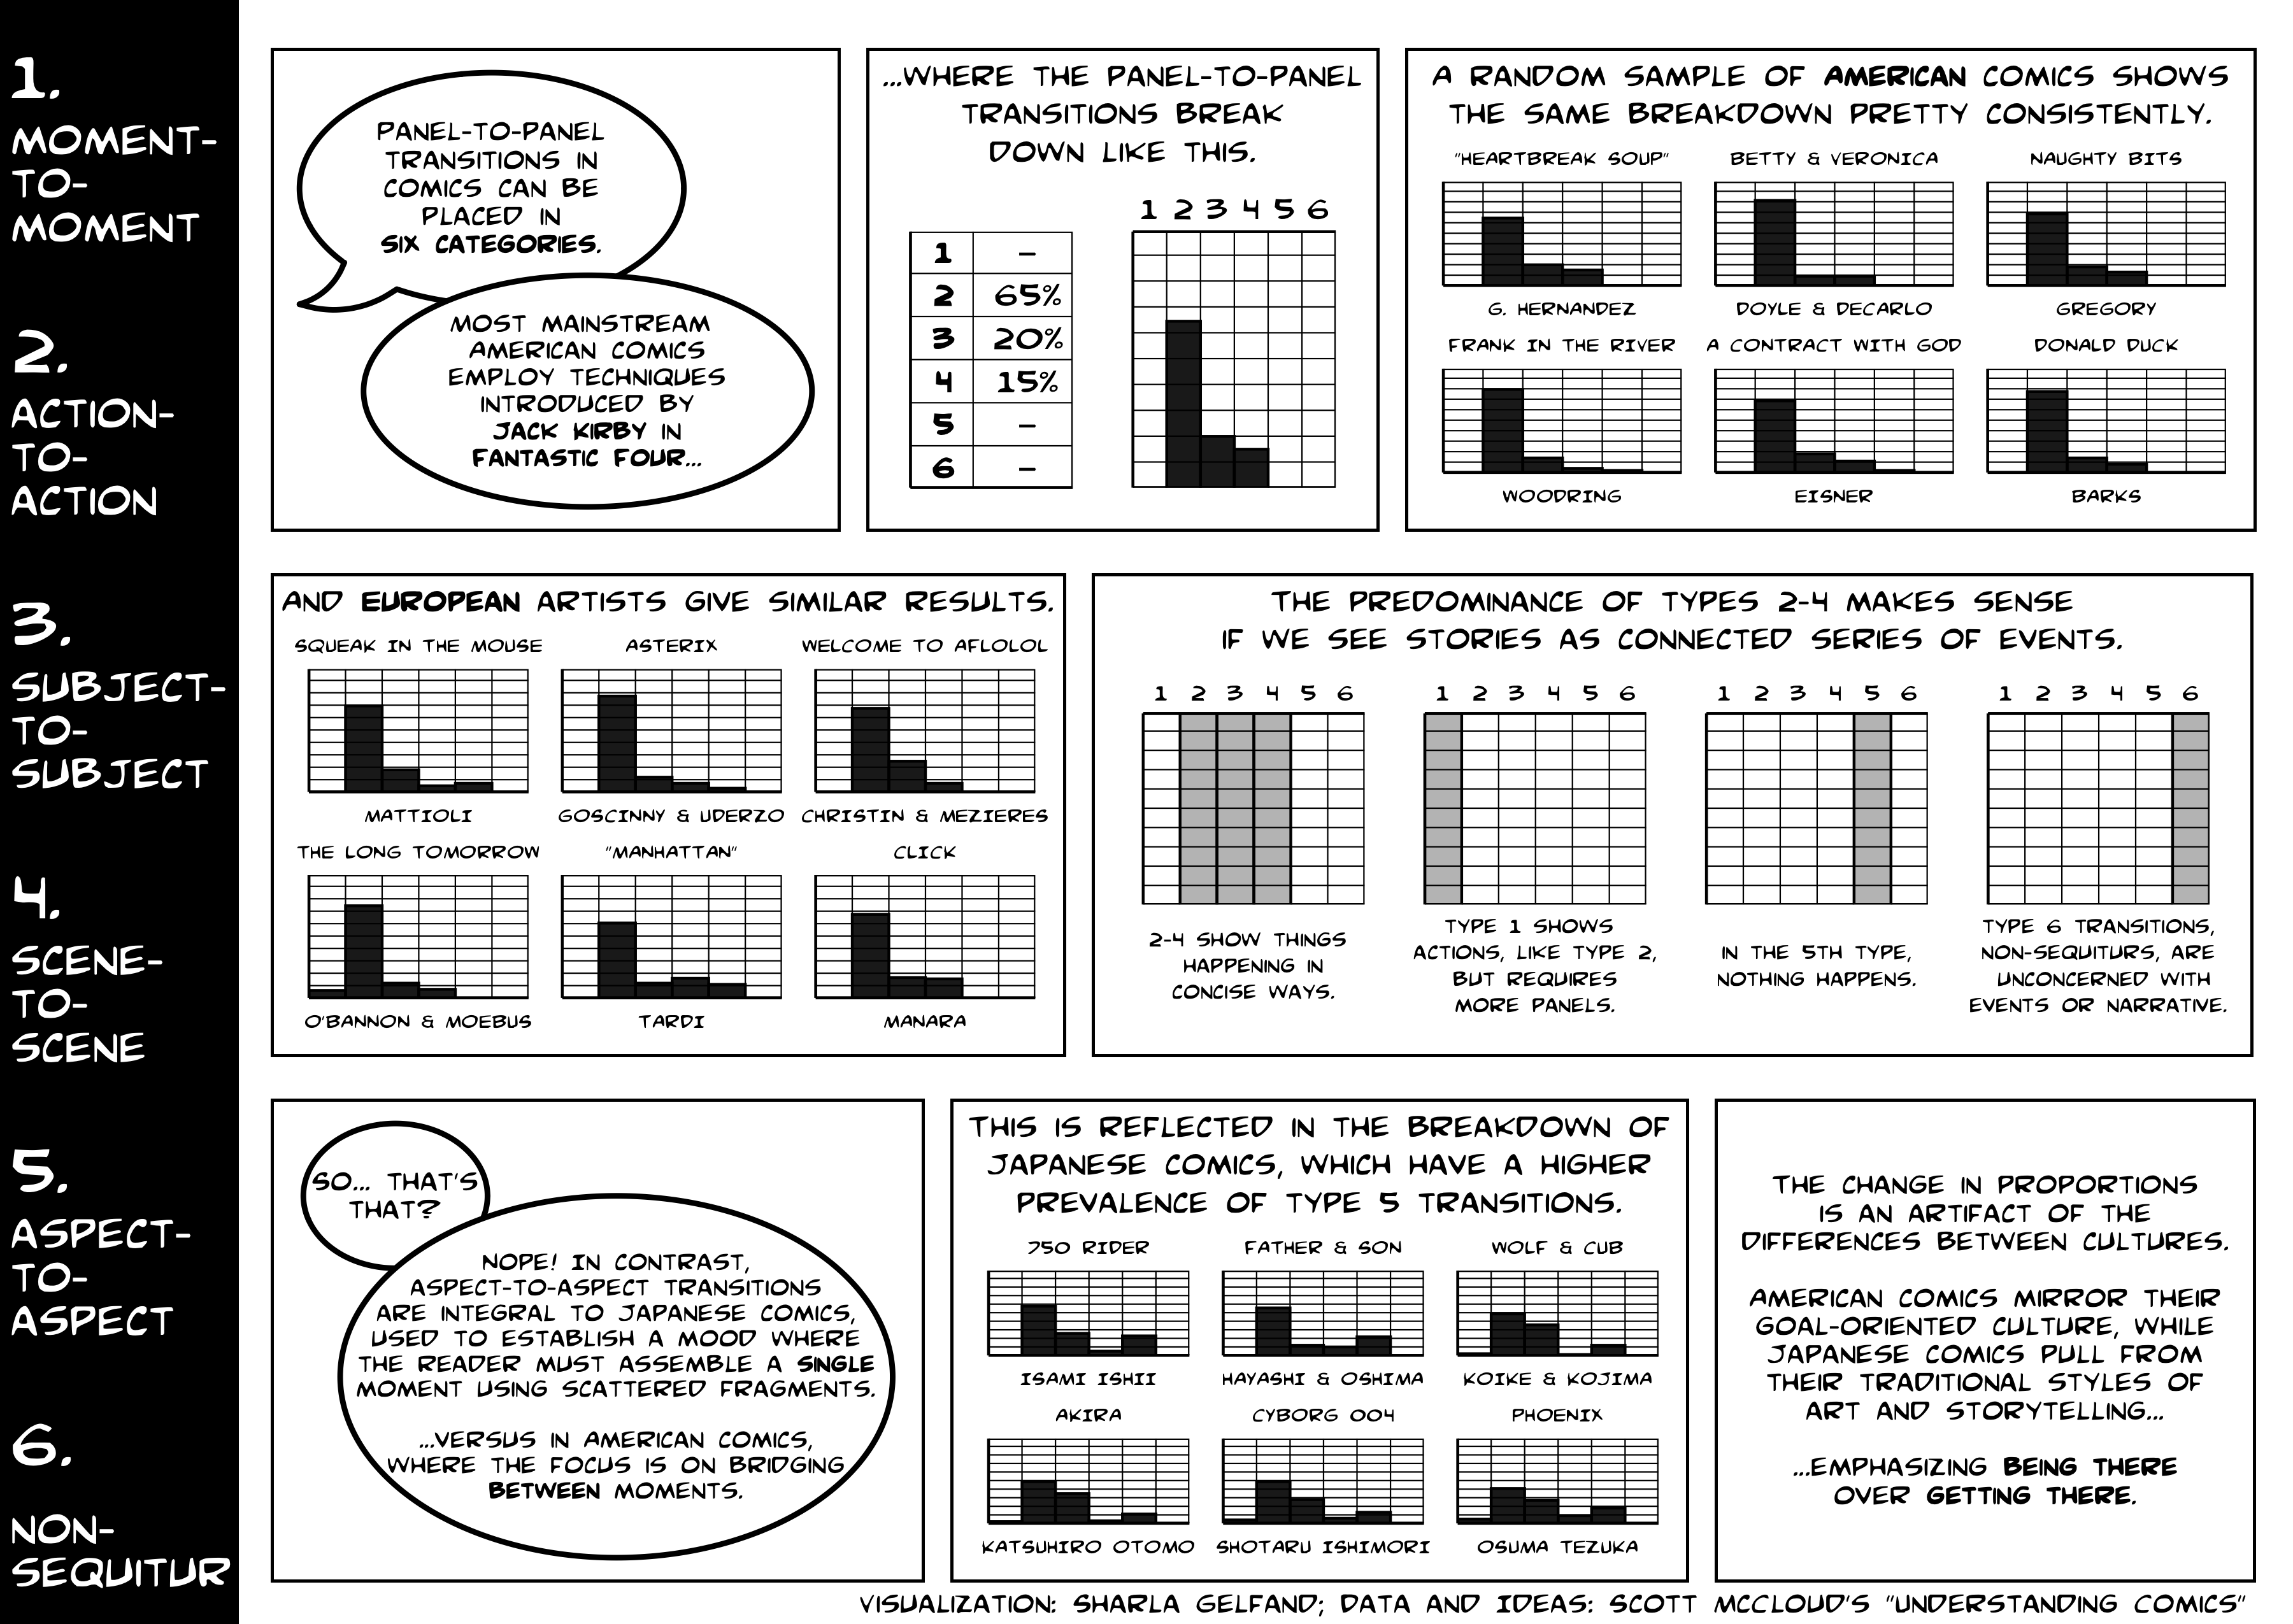 1.
MOMENT-
TO-
MOMENT
2.
ACTION-
TO-
ACTION
3.
SUBJECT-
TO-
SUBJECT
4.
SCENE-
TO-
SCENE
5.
ASPECT-
TO-
ASPECT
6.
NON-
SEQUITUR
PANEL-TO-PANEL
TRANSITIONS IN
COMICS CAN BE
PLACED IN
SIX CATEGORIES.
MOST MAINSTREAM
AMERICAN COMICS
EMPLOY TECHNIQUES
INTRODUCED BY
JACK KIRBY IN
FANTASTIC FOUR...
...WHERE THE PANEL-TO-PANEL
TRANSITIONS BREAK
DOWN LIKE THIS.
1 –
2 65%
3 20%
4 15%
5 –
6 –
1 2 3 4 5 6
A RANDOM SAMPLE OF AMERICAN COMICS SHOWS
THE SAME BREAKDOWN PRETTY CONSISTENTLY.
"HEARTBREAK SOUP" BETTY & VERONICA NAUGHTY BITS
G. HERNANDEZ DOYLE & DECARLO GREGORY
FRANK IN THE RIVER A CONTRACT WITH GOD DONALD DUCK
WOODRING EISNER BARKS
AND EUROPEAN ARTISTS GIVE SIMILAR RESULTS.
SQUEAK IN THE MOUSE ASTERIX WELCOME TO AFLOLOL
MATTIOLI GOSCINNY & UDERZO CHRISTIN & MEZIERES
THE LONG TOMORROW "MANHATTAN" CLICK
O'BANNON & MOEBUS TARDI MANARA
THE PREDOMINANCE OF TYPES 2-4 MAKES SENSE
IF WE SEE STORIES AS CONNECTED SERIES OF EVENTS.
1 2 3 4 5 6
2-4 SHOW THINGS
HAPPENING IN
CONCISE WAYS.
1 2 3 4 5 6
TYPE 1 SHOWS
ACTIONS, LIKE TYPE 2,
BUT REQUIRES
MORE PANELS.
1 2 3 4 5 6
IN THE 5TH TYPE,
NOTHING HAPPENS.
1 2 3 4 5 6
TYPE 6 TRANSITIONS,
NON-SEQUITURS, ARE
UNCONCERNED WITH
EVENTS OR NARRATIVE.
SO... THAT'S
THAT?
NOPE! IN CONTRAST,
ASPECT-TO-ASPECT TRANSITIONS
ARE INTEGRAL TO JAPANESE COMICS,
USED TO ESTABLISH A MOOD WHERE
THE READER MUST ASSEMBLE A SINGLE
MOMENT USING SCATTERED FRAGMENTS.
...VERSUS IN AMERICAN COMICS,
WHERE THE FOCUS IS ON BRIDGING
BETWEEN MOMENTS.
THIS IS REFLECTED IN THE BREAKDOWN OF
JAPANESE COMICS, WHICH HAVE A HIGHER
PREVALENCE OF TYPE 5 TRANSITIONS.
750 RIDER FATHER & SON WOLF & CUB
ISAMI ISHII HAYASHI & OSHIMA KOIKE & KOJIMA
AKIRA CYBORG 004 PHOENIX
KATSUHIRO OTOMO SHOTARU ISHIMORI OSUMA TEZUKA
THE CHANGE IN PROPORTIONS
IS AN ARTIFACT OF THE
DIFFERENCES BETWEEN CULTURES.
AMERICAN COMICS MIRROR THEIR
GOAL-ORIENTED CULTURE, WHILE
JAPANESE COMICS PULL FROM
THEIR TRADITIONAL STYLES OF
ART AND STORYTELLING...
...EMPHASIZING BEING THERE
OVER GETTING THERE.
VISUALIZATION: SHARLA GELFAND; DATA AND IDEAS: SCOTT MCCLOUD'S "UNDERSTANDING COMICS"